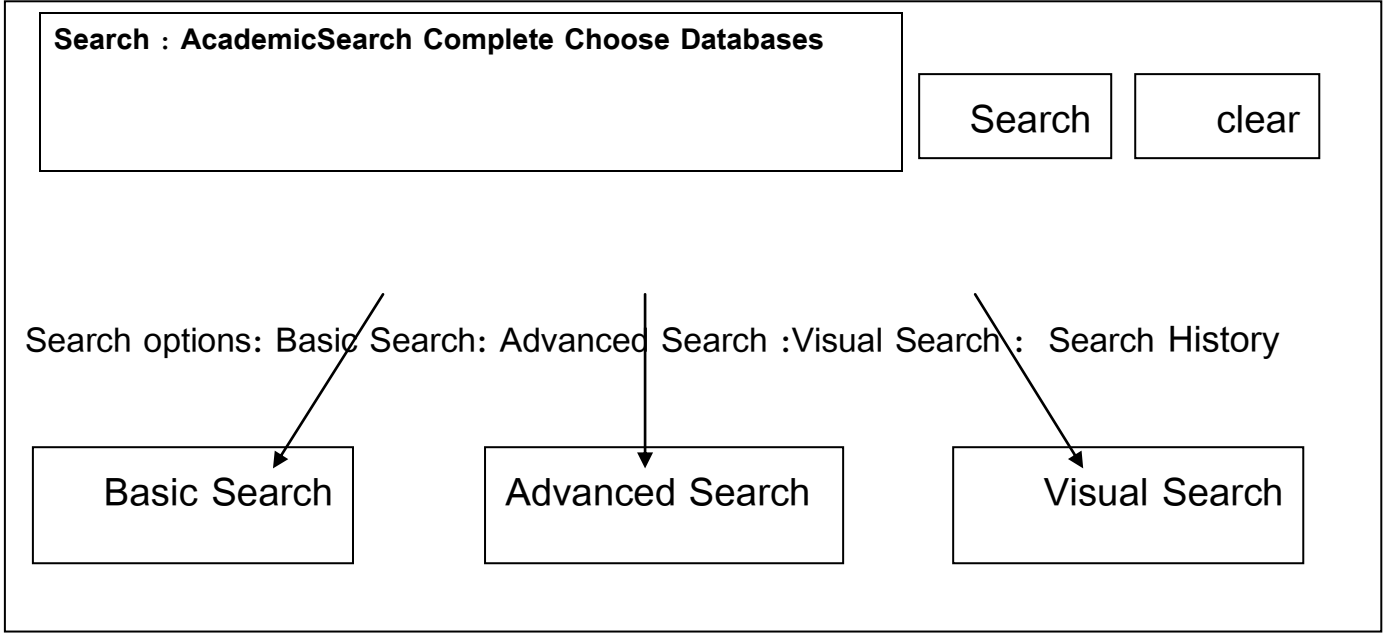 Search : AcademicSearch Complete Choose Databases
Search
clear
Search options: Basic Search: Advanced Search :Visual Search : Search History
Basic Search
Advanced Search
Visual Search